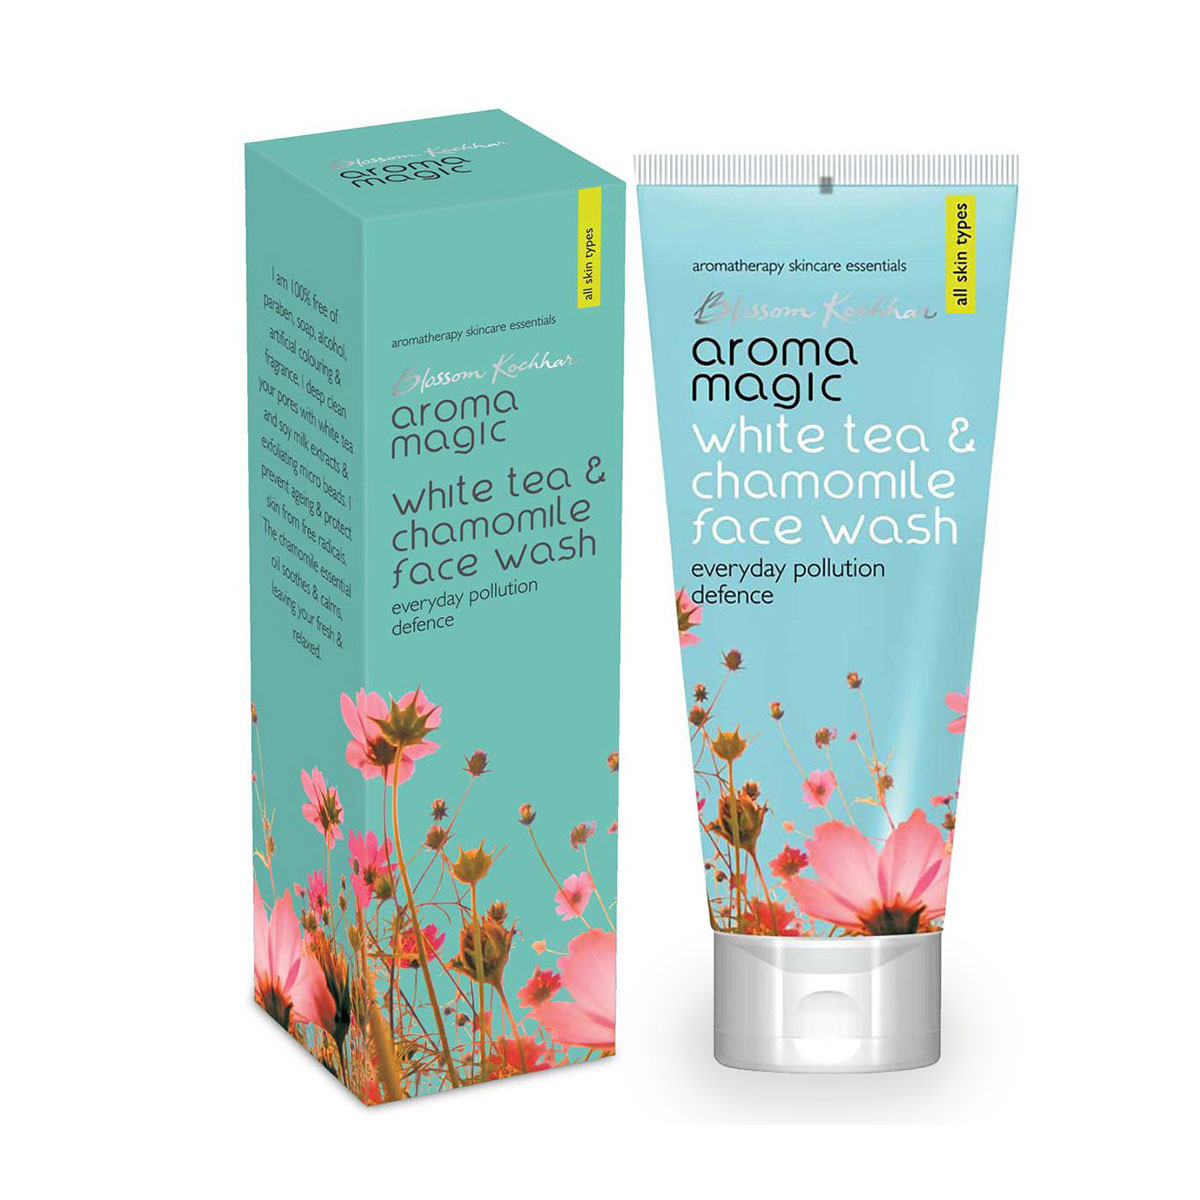 Blossom Kochhar
aroma
magic
I am 100% free of
paraben, soap, alcohol,
artificial colouring &
fragrance. I deep clean
your pores with white tea
and soy milk extracts &
exfoliating micro beads. I
prevent ageing & protect
skin from free radicals.
The chamomile essential
oil soothes & calms,
leaving your fresh &
relaxed.
all skin types
aromatherapy skincare essentials
Blossom Kochhar
aroma
magic
white tea &
chamomile
face wash
everyday pollution
defence
all skin types
aromatherapy skincare essentials
Blossom Kochhar
aroma
magic
white tea &
chamomile
face wash
everyday pollution
defence